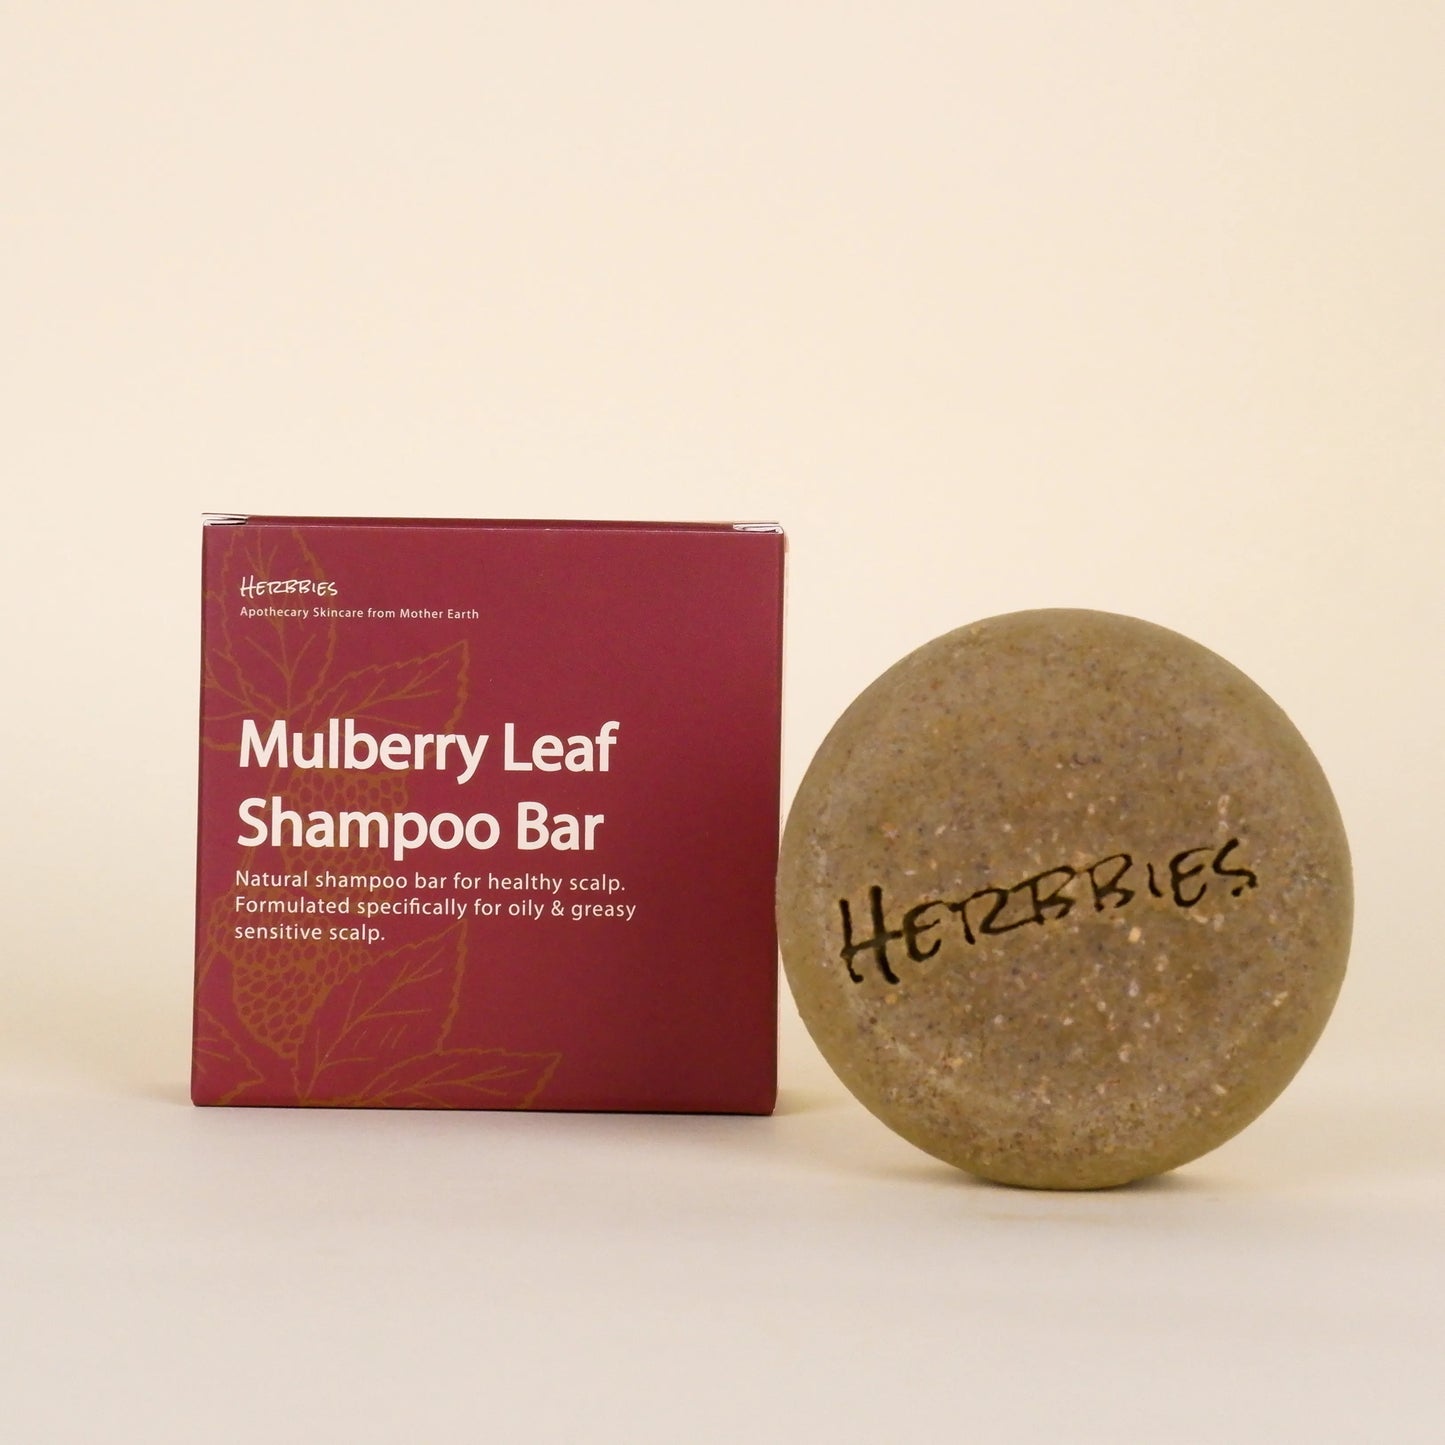 HERBBIES
Apothecary Skincare from Mother Earth
Mulberry Leaf
Shampoo Bar
Natural shampoo bar for healthy scalp.
Formulated specifically for oily & greasy
sensitive scalp.
HERBBIES